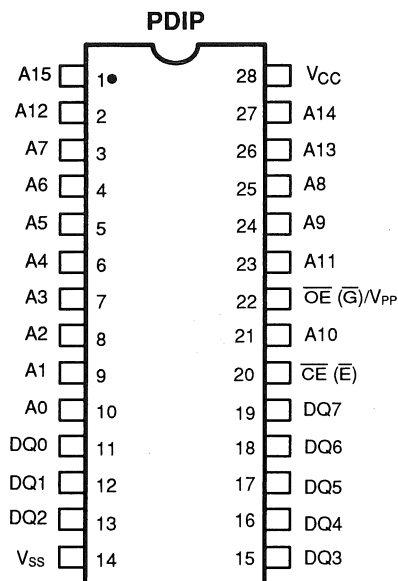 PDIP
A15 1 28 VCC
A12 2 27 A14
A7 3 26 A13
A6 4 25 A8
A5 5 24 A9
A4 6 23 A11
A3 7 22 O̅E̅ (G̅)/VPP
A2 8 21 A10
A1 9 20 C̅E̅ (E̅)
A0 10 19 DQ7
DQ0 11 18 DQ6
DQ1 12 17 DQ5
DQ2 13 16 DQ4
VSS 14 15 DQ3